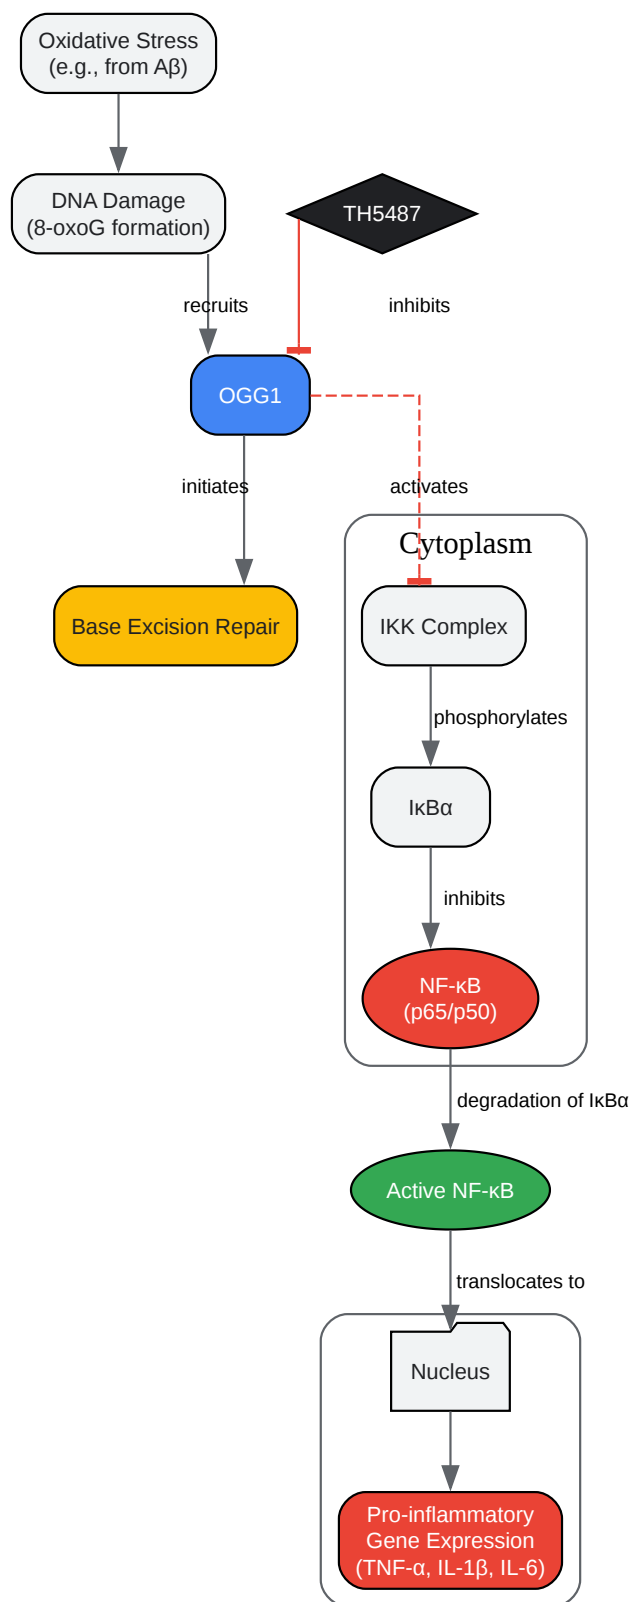 Oxidative Stress
(e.g., from Aβ)
DNA Damage
(8-oxoG formation)
TH5487
recruits
inhibits
OGG1
initiates
activates
Cytoplasm
Base Excision Repair
IKK Complex
phosphorylates
IκBα
inhibits
NF-κB
(p65/p50)
degradation of IκBα
Active NF-κB
translocates to
Nucleus
Pro-inflammatory
Gene Expression
(TNF-α, IL-1β, IL-6)